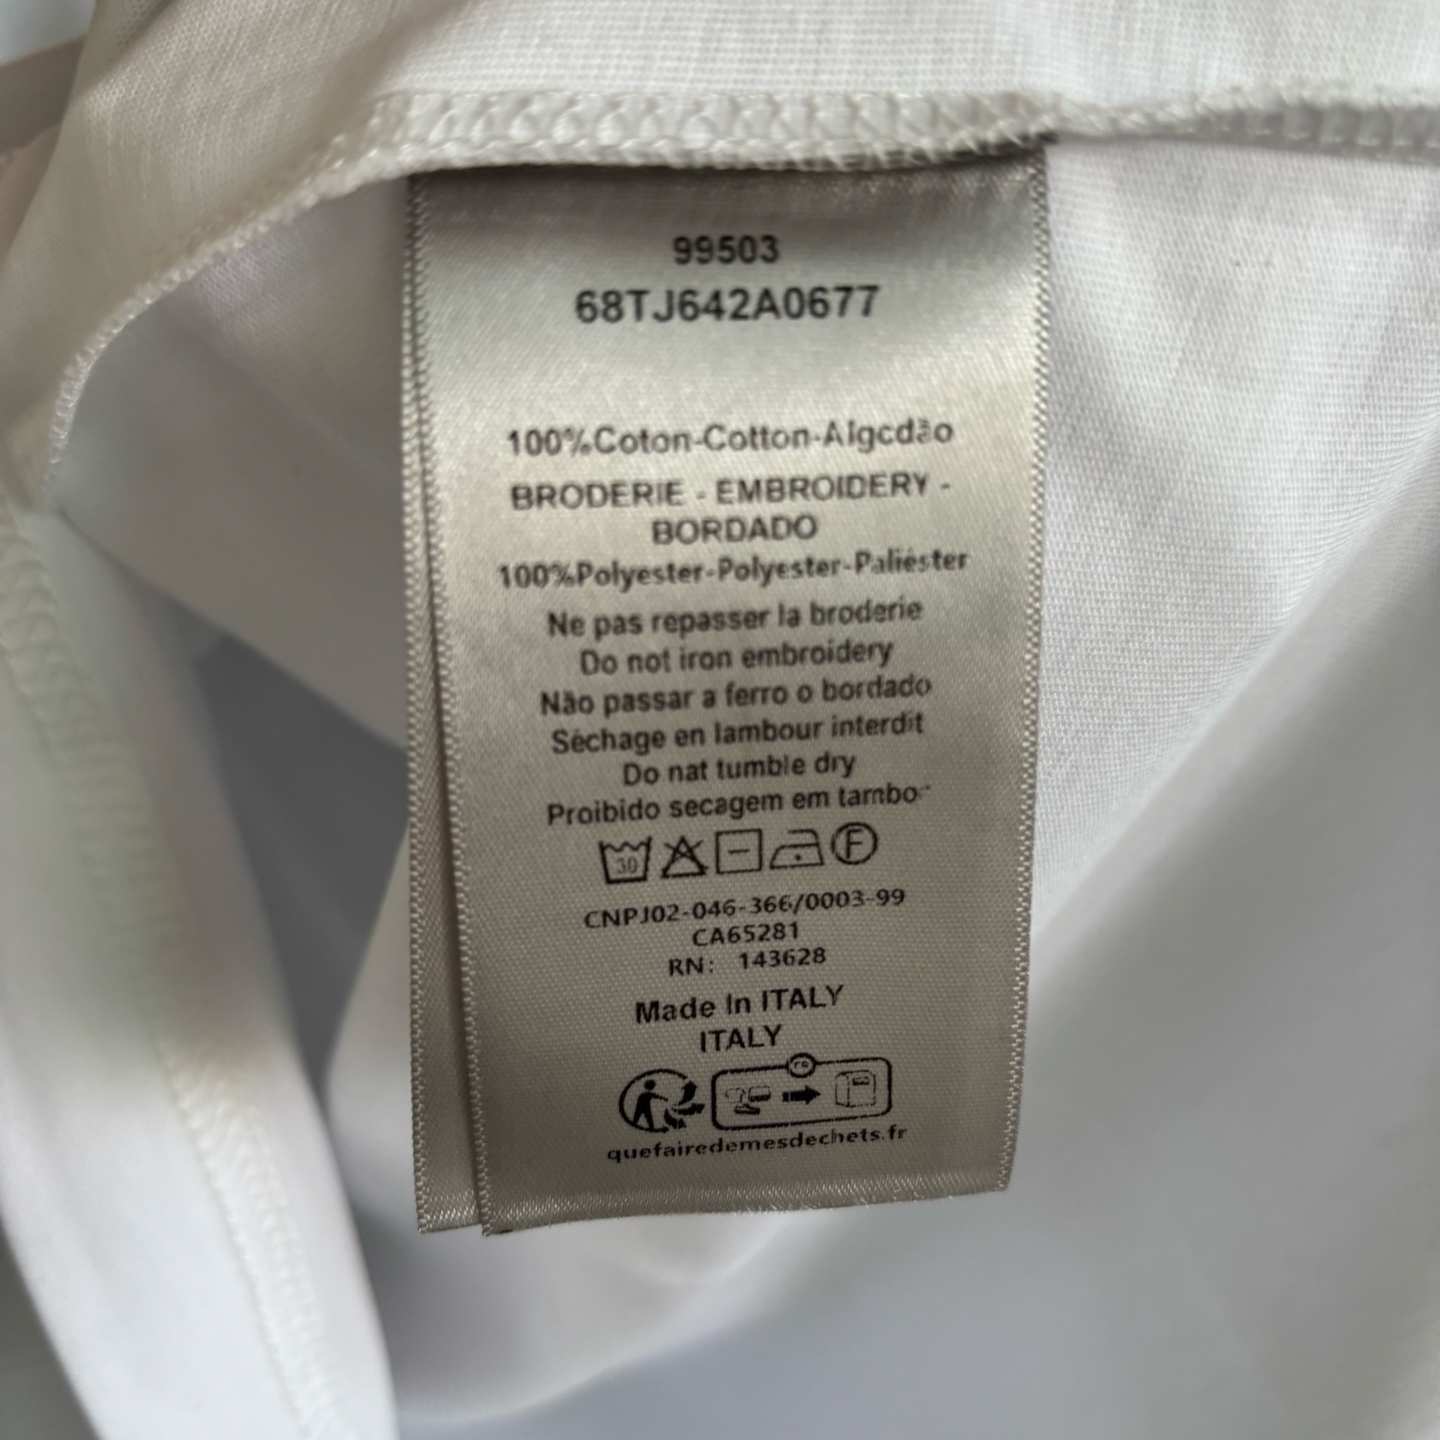 99503
68TJ642A0677
100%Coton-Cotton-Algcdão
BRODERIE - EMBROIDERY -
BORDADO
100%Polyester-Polyester-Paliéster
Ne pas repasser la broderie
Do not iron embroidery
Não passar a ferro o bordado
Séchage en lambour interdit
Do nat tumble dry
Proibido secagem em tambo
30
F
CNPJ02-046-366/0003-99
CA65281
RN: 143628
Made In ITALY
ITALY
quefairedemesdechets.fr